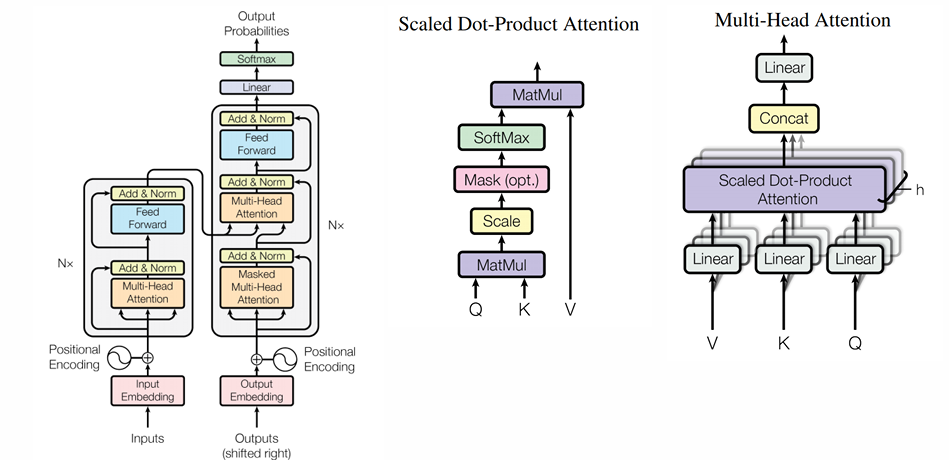 Output
Probabilities
Softmax
Linear
Add & Norm
Feed
Forward
Add & Norm
Multi-Head
Attention
Add & Norm
Masked
Multi-Head
Attention
Nx
Add & Norm
Feed
Forward
Add & Norm
Multi-Head
Attention
Nx
Positional
Encoding
Positional
Encoding
Input
Embedding
Output
Embedding
Inputs
Outputs
(shifted right)
Scaled Dot-Product Attention
MatMul
SoftMax
Mask (opt.)
Scale
MatMul
Q K V
Multi-Head Attention
Linear
Concat
Scaled Dot-Product
Attention
h
Linear Linear Linear
V K Q